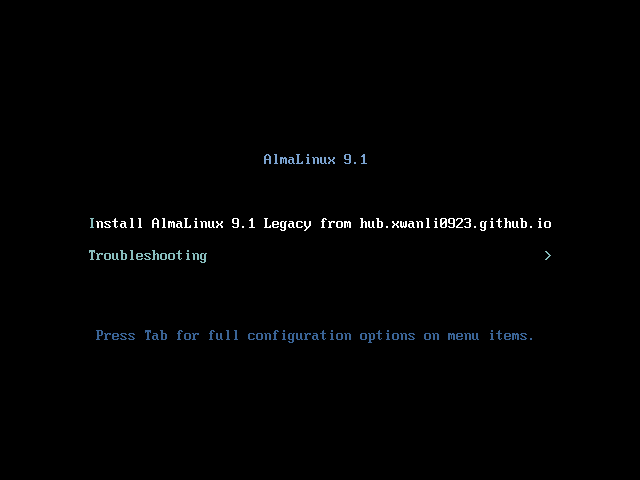 AlmaLinux 9.1
Install AlmaLinux 9.1 Legacy from hub.xwanli0923.github.io
Troubleshooting >
Press Tab for full configuration options on menu items.